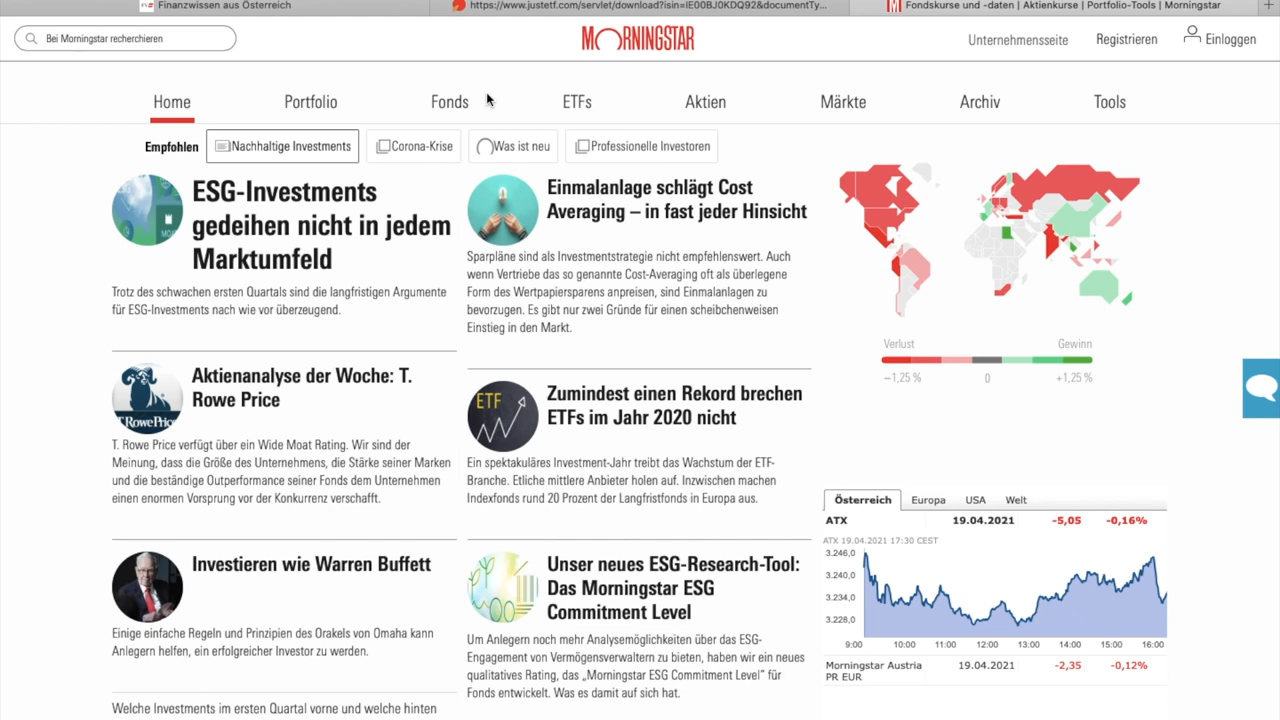 Finanzwissen aus Österreich
https://www.justetf.com/servlet/download?isin=IE00BJ0KDQ92&documentTy...
Fondskurse und -daten | Aktienkurse | Portfolio-Tools | Morningstar
Bei Morningstar recherchieren
MORNINGSTAR
Unternehmensseite
Registrieren
Einloggen
Home
Portfolio
Fonds
ETFs
Aktien
Märkte
Archiv
Tools
Empfohlen
Nachhaltige Investments
Corona-Krise
Was ist neu
Professionelle Investoren
ESG-Investments
gedeihen nicht in jedem
Marktumfeld
Trotz des schwachen ersten Quartals sind die langfristigen Argumente
für ESG-Investments nach wie vor überzeugend.
Aktienanalyse der Woche: T.
Rowe Price
T. Rowe Price verfügt über ein Wide Moat Rating. Wir sind der
Meinung, dass die Größe des Unternehmens, die Stärke seiner Marken
und die beständige Outperformance seiner Fonds dem Unternehmen
einen enormen Vorsprung vor der Konkurrenz verschafft.
Investieren wie Warren Buffett
Einige einfache Regeln und Prinzipien des Orakels von Omaha kann
Anlegern helfen, ein erfolgreicher Investor zu werden.
Welche Investments im ersten Quartal vorne und welche hinten
Einmalanlage schlägt Cost
Averaging – in fast jeder Hinsicht
Sparpläne sind als Investmentstrategie nicht empfehlenswert. Auch
wenn Vertriebe das so genannte Cost-Averaging oft als überlegene
Form des Wertpapiersparens anpreisen, sind Einmalanlagen zu
bevorzugen. Es gibt nur zwei Gründe für einen scheibchenweisen
Einstieg in den Markt.
ETF
Zumindest einen Rekord brechen
ETFs im Jahr 2020 nicht
Ein spektakuläres Investment-Jahr treibt das Wachstum der ETF-
Branche. Etliche mittlere Anbieter holen auf. Inzwischen machen
Indexfonds rund 20 Prozent der Langfristfonds in Europa aus.
Unser neues ESG-Research-Tool:
Das Morningstar ESG
Commitment Level
Um Anlegern noch mehr Analysemöglichkeiten über das ESG-
Engagement von Vermögensverwaltern zu bieten, haben wir ein neues
qualitatives Rating, das „Morningstar ESG Commitment Level“ für
Fonds entwickelt. Was es damit auf sich hat.
Verlust
Gewinn
–1,25 %
0
+1,25 %
Österreich
Europa
USA
Welt
ATX 19.04.2021 -5,05 -0,16%
ATX 19.04.2021 17:30 CEST
3.246,0
3.240,0
3.234,0
3.228,0
9:00 10:00 11:00 12:00 13:00 14:00 15:00 16:00
Morningstar Austria 19.04.2021 -2,35 -0,12%
PR EUR